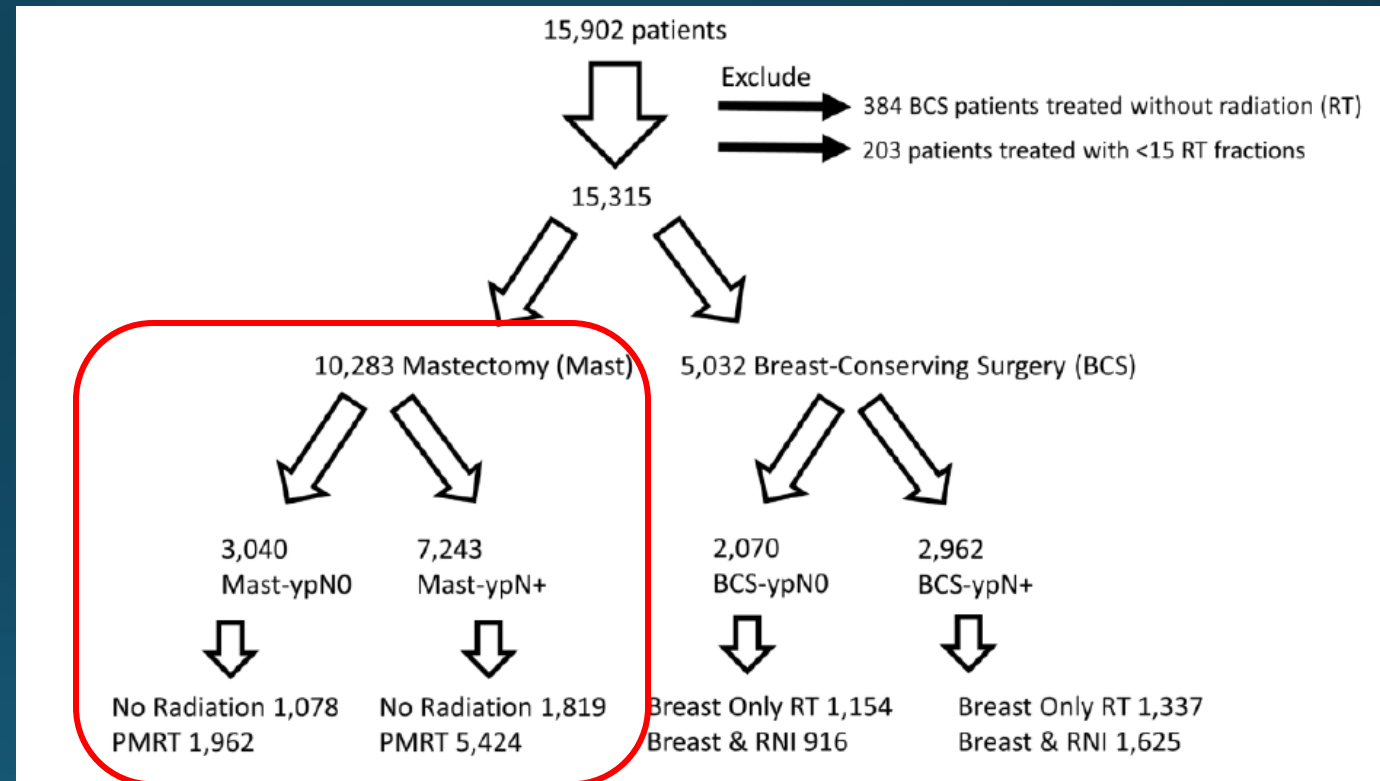 15,902 patients
Exclude
384 BCS patients treated without radiation (RT)
203 patients treated with <15 RT fractions
15,315
10,283 Mastectomy (Mast)
5,032 Breast-Conserving Surgery (BCS)
3,040
Mast-ypN0
7,243
Mast-ypN+
2,070
BCS-ypN0
2,962
BCS-ypN+
No Radiation 1,078
PMRT 1,962
No Radiation 1,819
PMRT 5,424
Breast Only RT 1,154
Breast & RNI 916
Breast Only RT 1,337
Breast & RNI 1,625